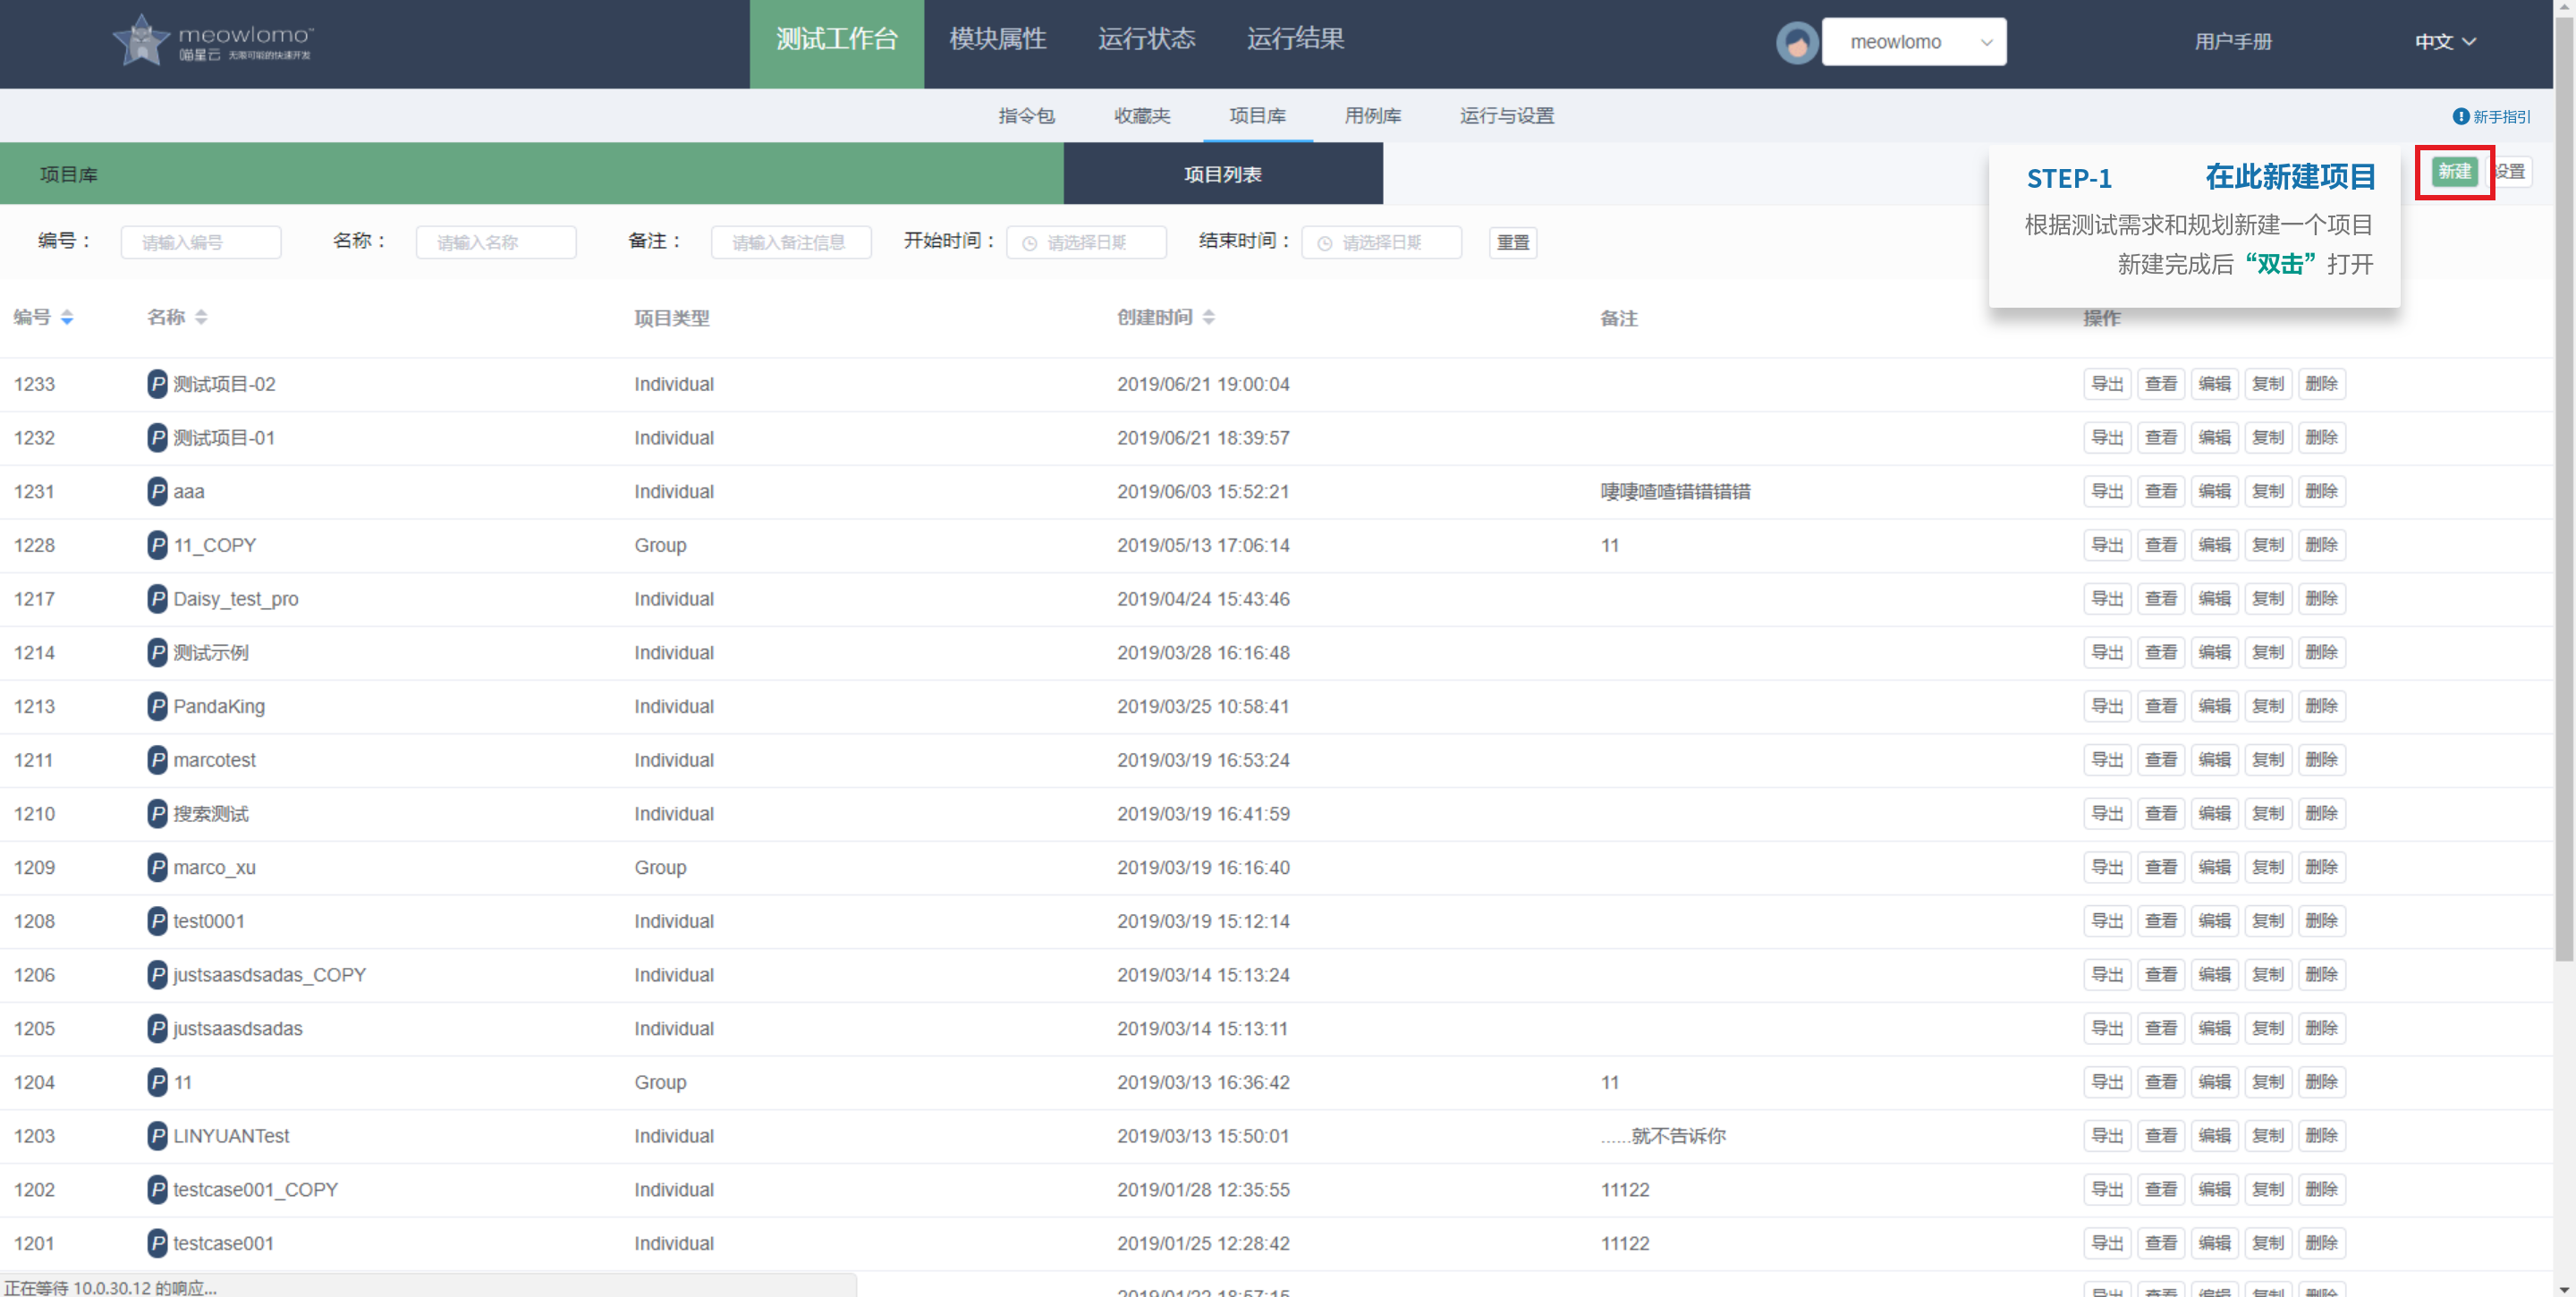 meowlomo™
喵星云 无限可能的快速开发
测试工作台 模块属性 运行状态 运行结果
meowlomo
用户手册
中文
指令包 收藏夹 项目库 用例库 运行与设置
新手指引
项目库
项目列表
新建 设置
STEP-1 在此新建项目
根据测试需求和规划新建一个项目
新建完成后“双击”打开
编号： 请输入编号 名称： 请输入名称 备注： 请输入备注信息 开始时间： 请选择日期 结束时间： 请选择日期 重置
编号 名称 项目类型 创建时间 备注 操作
1233 P 测试项目-02 Individual 2019/06/21 19:00:04 导出 查看 编辑 复制 删除
1232 P 测试项目-01 Individual 2019/06/21 18:39:57 导出 查看 编辑 复制 删除
1231 P aaa Individual 2019/06/03 15:52:21 啛啛喳喳错错错错 导出 查看 编辑 复制 删除
1228 P 11_COPY Group 2019/05/13 17:06:14 11 导出 查看 编辑 复制 删除
1217 P Daisy_test_pro Individual 2019/04/24 15:43:46 导出 查看 编辑 复制 删除
1214 P 测试示例 Individual 2019/03/28 16:16:48 导出 查看 编辑 复制 删除
1213 P PandaKing Individual 2019/03/25 10:58:41 导出 查看 编辑 复制 删除
1211 P marcotest Individual 2019/03/19 16:53:24 导出 查看 编辑 复制 删除
1210 P 搜索测试 Individual 2019/03/19 16:41:59 导出 查看 编辑 复制 删除
1209 P marco_xu Group 2019/03/19 16:16:40 导出 查看 编辑 复制 删除
1208 P test0001 Individual 2019/03/19 15:12:14 导出 查看 编辑 复制 删除
1206 P justsaasdsadas_COPY Individual 2019/03/14 15:13:24 导出 查看 编辑 复制 删除
1205 P justsaasdsadas Individual 2019/03/14 15:13:11 导出 查看 编辑 复制 删除
1204 P 11 Group 2019/03/13 16:36:42 11 导出 查看 编辑 复制 删除
1203 P LINYUANTest Individual 2019/03/13 15:50:01 ......就不告诉你 导出 查看 编辑 复制 删除
1202 P testcase001_COPY Individual 2019/01/28 12:35:55 11122 导出 查看 编辑 复制 删除
1201 P testcase001 Individual 2019/01/25 12:28:42 11122 导出 查看 编辑 复制 删除
2019/01/22 18:57:15 导出 查看 编辑 复制 删除
正在等待 10.0.30.12 的响应...